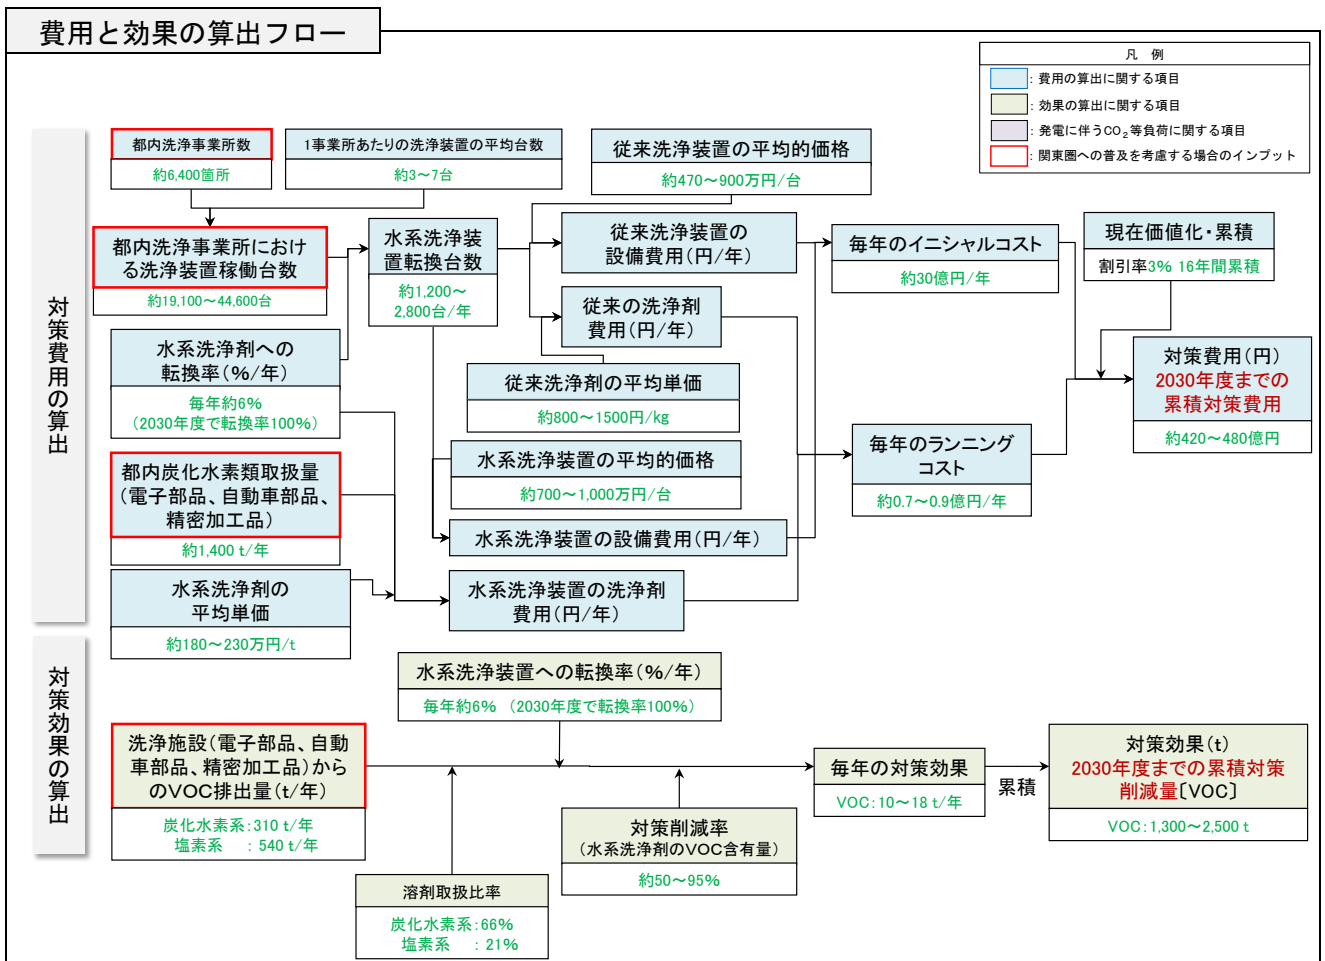 費用と効果の算出フロー
凡 例
: 費用の算出に関する項目
: 効果の算出に関する項目
: 発電に伴うCO₂等負荷に関する項目
: 関東圏への普及を考慮する場合のインプット
対策費用の算出
都内洗浄事業所数
約6,400箇所
1事業所あたりの洗浄装置の平均台数
約3～7台
従来洗浄装置の平均的価格
約470～900万円/台
都内洗浄事業所におけ
る洗浄装置稼働台数
約19,100～44,600台
水系洗浄装
置転換台数
約1,200～
2,800台/年
従来洗浄装置の
設備費用(円/年)
毎年のイニシャルコスト
約30億円/年
現在価値化・累積
割引率3% 16年間累積
従来の洗浄剤
費用(円/年)
水系洗浄剤への
転換率(%/年)
毎年約6%
(2030年度で転換率100%)
従来洗浄剤の平均単価
約800～1500円/kg
対策費用(円)
2030年度までの
累積対策費用
約420～480億円
都内炭化水素類取扱量
(電子部品、自動車部品、
精密加工品)
約1,400 t/年
水系洗浄装置の平均的価格
約700～1,000万円/台
毎年のランニング
コスト
約0.7～0.9億円/年
水系洗浄装置の設備費用(円/年)
水系洗浄剤の
平均単価
約180～230万円/t
水系洗浄装置の洗浄剤
費用(円/年)
対策効果の算出
水系洗浄装置への転換率(%/年)
毎年約6% (2030年度で転換率100%)
洗浄施設(電子部品、自動
車部品、精密加工品)から
のVOC排出量(t/年)
炭化水素系:310 t/年
塩素系 : 540 t/年
毎年の対策効果
VOC:10～18 t/年
累積
対策効果(t)
2030年度までの累積対策
削減量〔VOC〕
VOC:1,300～2,500 t
対策削減率
(水系洗浄剤のVOC含有量)
約50～95%
溶剤取扱比率
炭化水素系:66%
塩素系 : 21%